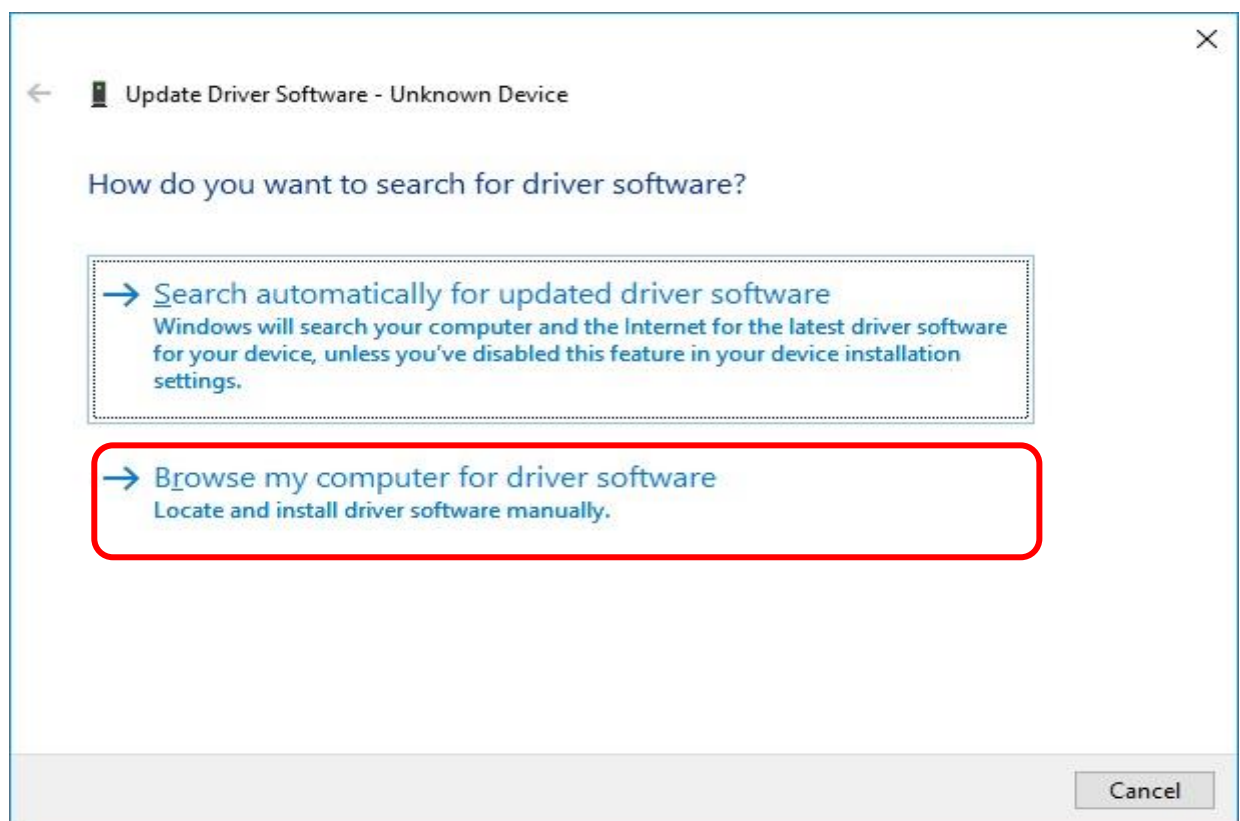 Update Driver Software - Unknown Device
How do you want to search for driver software?
Search automatically for updated driver software
Windows will search your computer and the Internet for the latest driver software
for your device, unless you've disabled this feature in your device installation
settings.
Browse my computer for driver software
Locate and install driver software manually.
Cancel